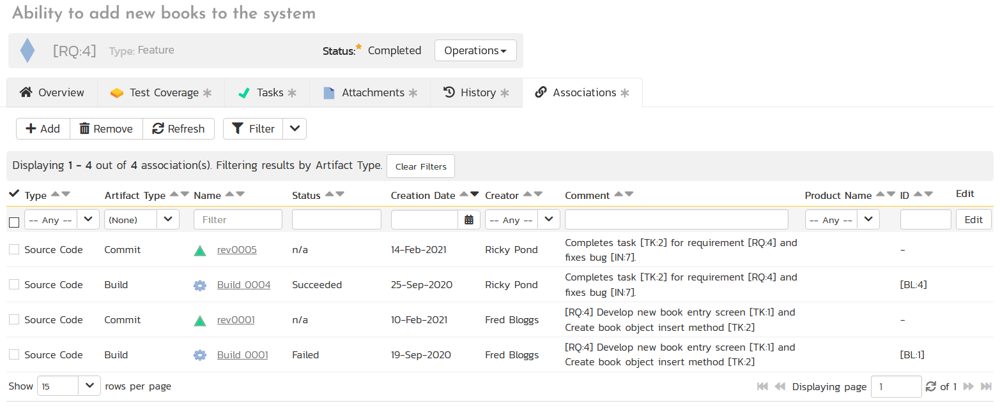 Ability to add new books to the system
[RQ:4] Type: Feature Status: Completed Operations
Overview Test Coverage Tasks Attachments History Associations
Add Remove Refresh Filter
Displaying 1 - 4 out of 4 association(s). Filtering results by Artifact Type. Clear Filters
Type Artifact Type Name Status Creation Date Creator Comment Product Name ID Edit
-- Any -- (None) Filter -- Any -- -- Any -- Edit
Source Code Commit rev0005 n/a 14-Feb-2021 Ricky Pond Completes task [TK:2] for requirement [RQ:4] and
fixes bug [IN:7]. -
Source Code Build Build 0004 Succeeded 25-Sep-2020 Ricky Pond Completes task [TK:2] for requirement [RQ:4] and
fixes bug [IN:7]. [BL:4]
Source Code Commit rev0001 n/a 10-Feb-2021 Fred Bloggs [RQ:4] Develop new book entry screen [TK:1] and
Create book object insert method [TK:2] -
Source Code Build Build 0001 Failed 19-Sep-2020 Fred Bloggs [RQ:4] Develop new book entry screen [TK:1] and
Create book object insert method [TK:2] [BL:1]
Show 15 rows per page Displaying page 1 of 1